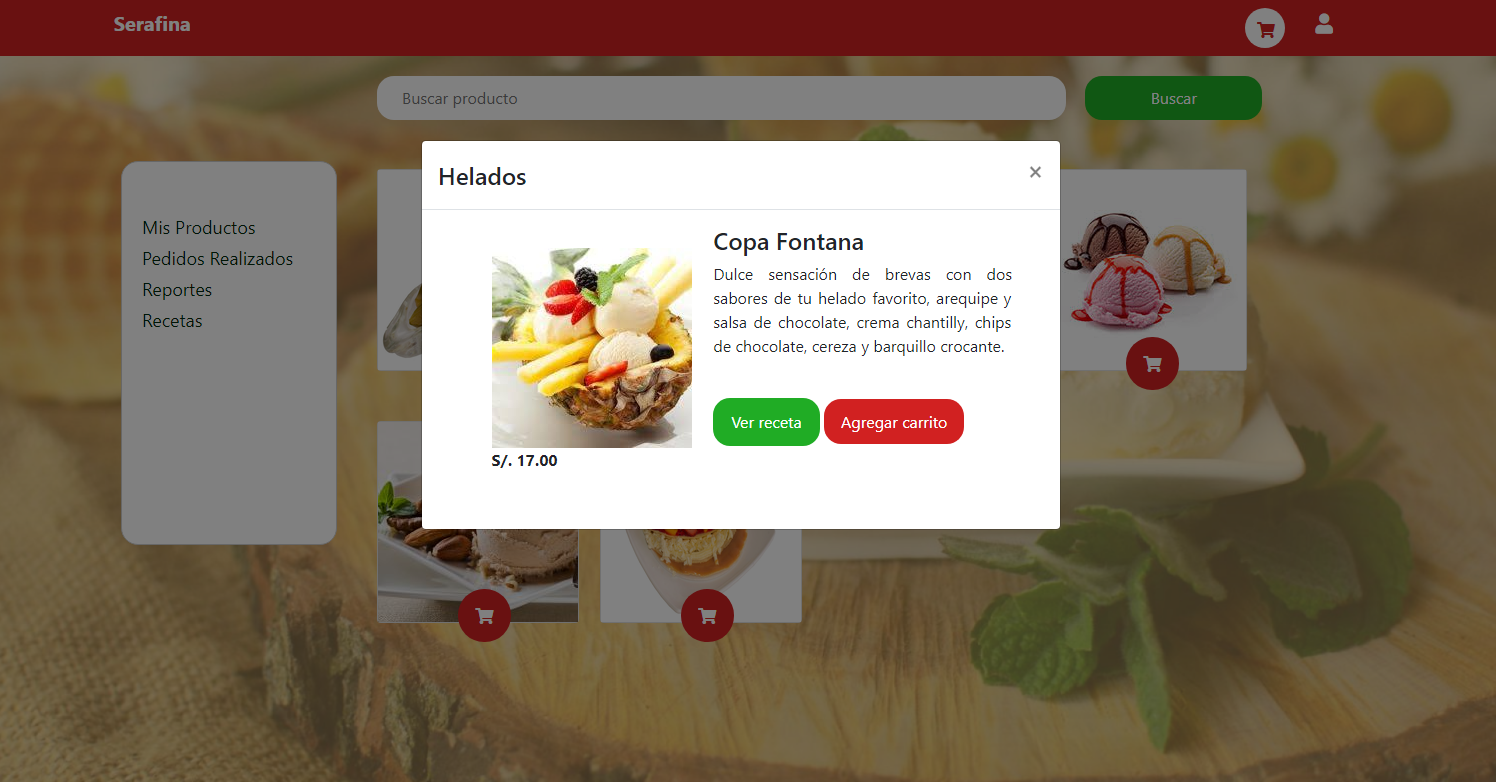 Serafina
Buscar producto
Buscar
Mis Productos
Pedidos Realizados
Reportes
Recetas
Helados
×
Copa Fontana
Dulce sensación de brevas con dos
sabores de tu helado favorito, arequipe y
salsa de chocolate, crema chantilly, chips
de chocolate, cereza y barquillo crocante.
Ver receta
Agregar carrito
S/. 17.00